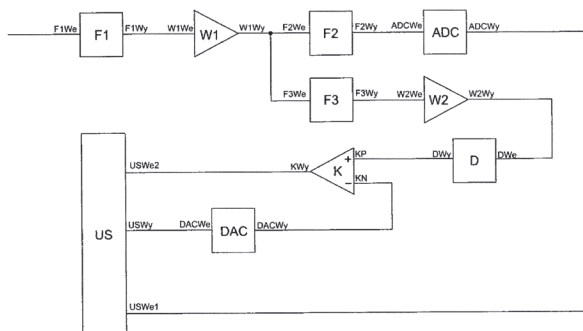 F1We F1 F1Wy W1We W1 W1Wy F2We F2 F2Wy ADCWe ADC ADCWy
F3We F3 F3Wy W2We W2 W2Wy
USWe2 KWy K + KP DWy D DWe
− KN
US USWy DACWe DAC DACWy
USWe1